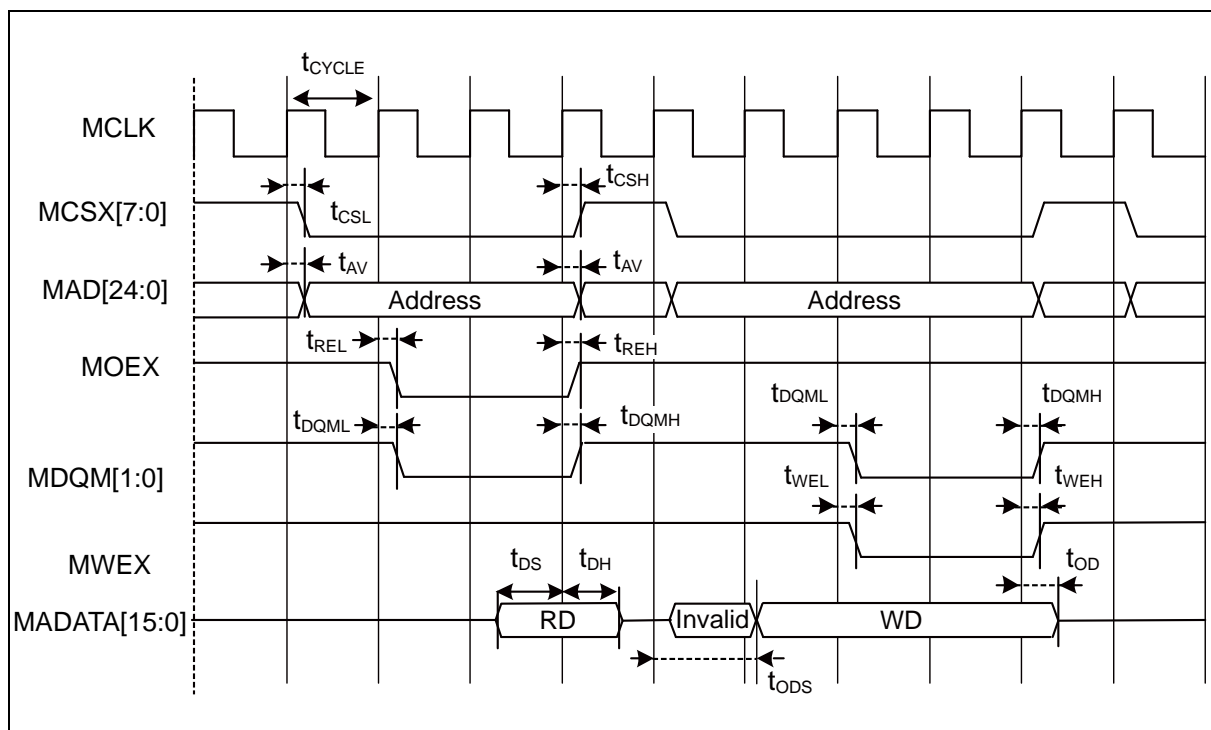 tCYCLE
MCLK
tCSH
MCSX[7:0]
tCSL
tAV tAV
MAD[24:0]
Address Address
tREL tREH
MOEX
tDQML tDQMH tDQML tDQMH
MDQM[1:0]
tWEL tWEH
MWEX
tDS tDH tOD
MADATA[15:0]
RD Invalid WD
tODS